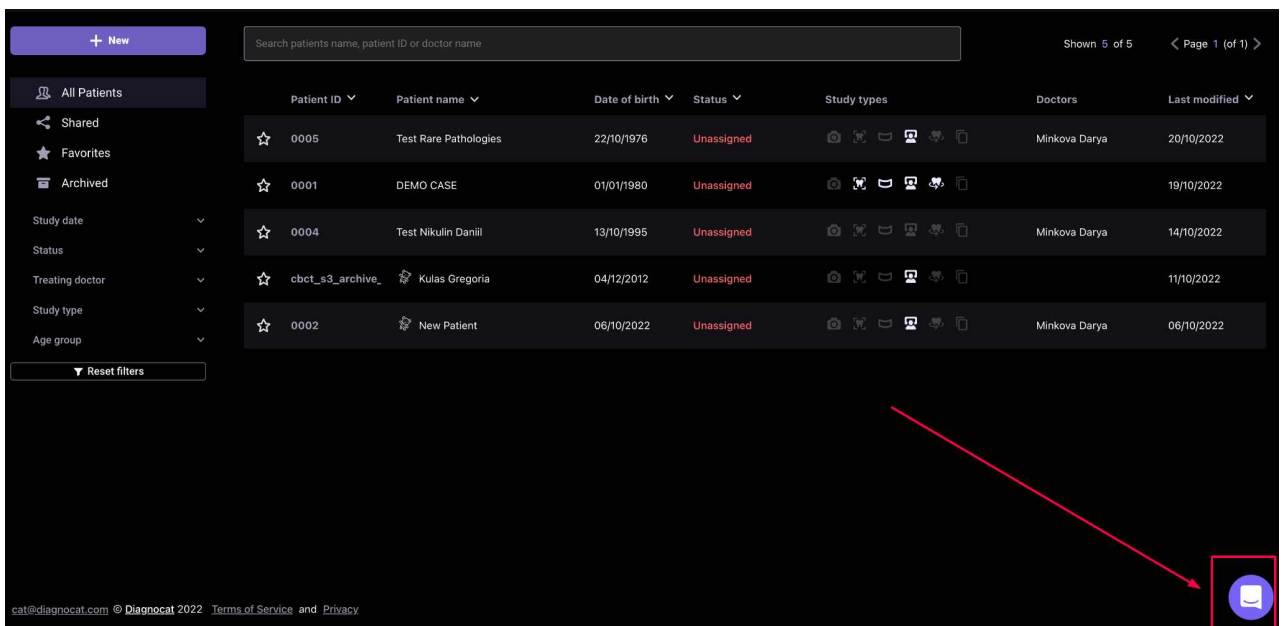 + New
Search patients name, patient ID or doctor name
Shown 5 of 5
Page 1 (of 1)
All Patients
Shared
Favorites
Archived
Study date
Status
Treating doctor
Study type
Age group
Reset filters
Patient ID Patient name Date of birth Status Study types Doctors Last modified
0005 Test Rare Pathologies 22/10/1976 Unassigned Minkova Darya 20/10/2022
0001 DEMO CASE 01/01/1980 Unassigned 19/10/2022
0004 Test Nikulin Daniil 13/10/1995 Unassigned Minkova Darya 14/10/2022
cbct_s3_archive_ Kulas Gregoria 04/12/2012 Unassigned 11/10/2022
0002 New Patient 06/10/2022 Unassigned Minkova Darya 06/10/2022
cat@diagnocat.com © Diagnocat 2022 Terms of Service and Privacy